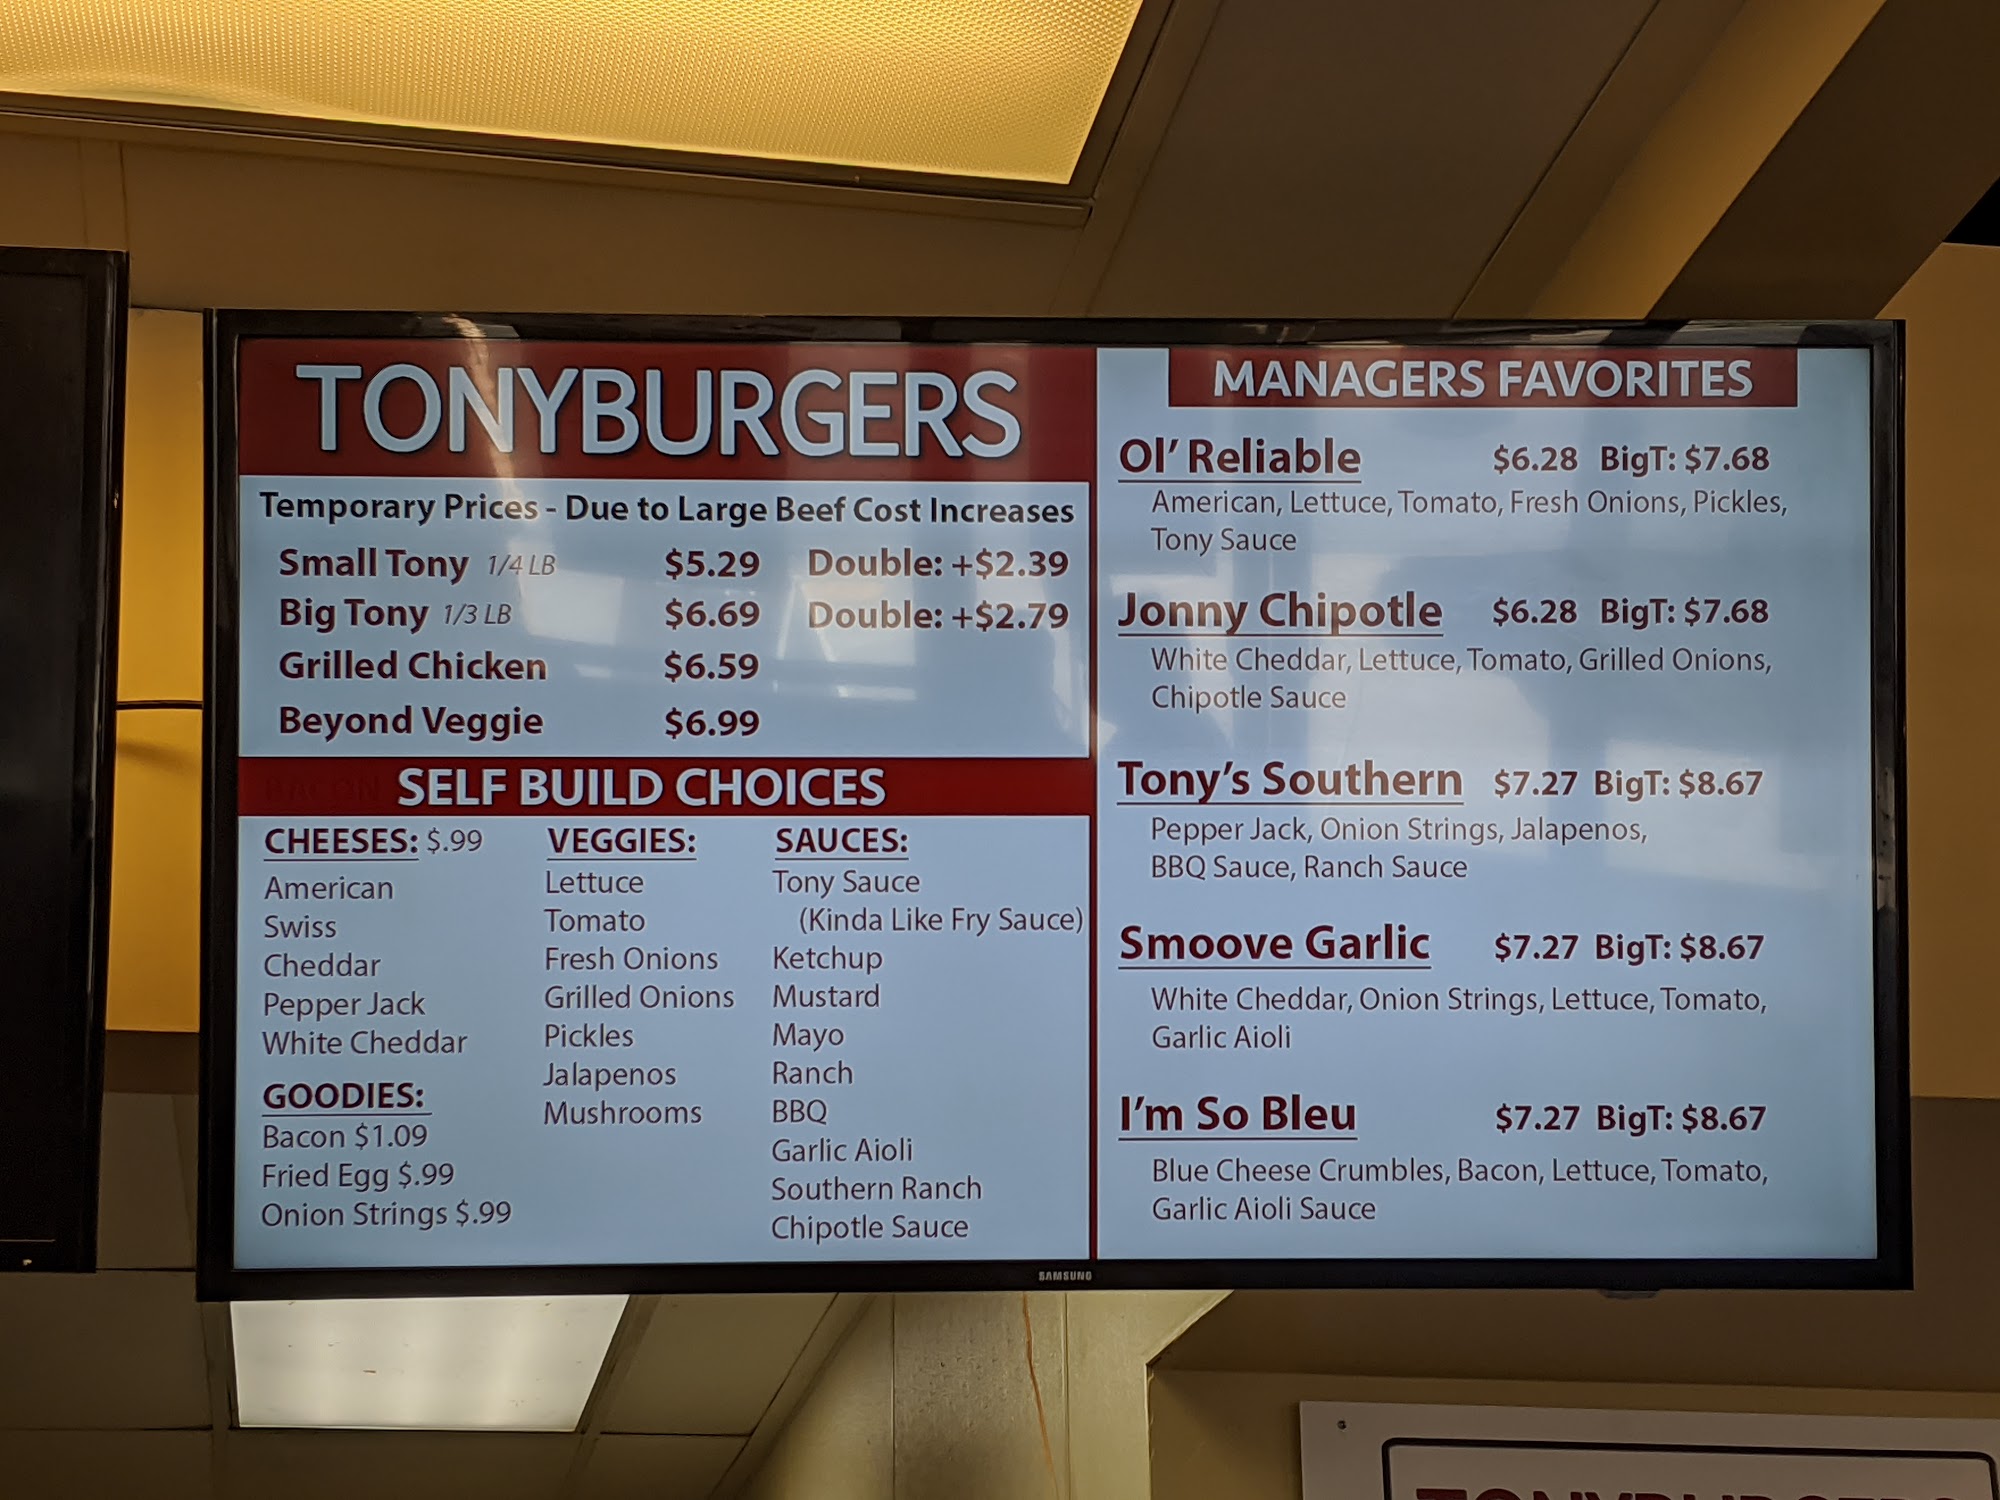 TONYBURGERS
Temporary Prices - Due to Large Beef Cost Increases
Small Tony 1/4 LB $5.29 Double: +$2.39
Big Tony 1/3 LB $6.69 Double: +$2.79
Grilled Chicken $6.59
Beyond Veggie $6.99
SELF BUILD CHOICES
CHEESES: $.99
American
Swiss
Cheddar
Pepper Jack
White Cheddar
GOODIES:
Bacon $1.09
Fried Egg $.99
Onion Strings $.99
VEGGIES:
Lettuce
Tomato
Fresh Onions
Grilled Onions
Pickles
Jalapenos
Mushrooms
SAUCES:
Tony Sauce
(Kinda Like Fry Sauce)
Ketchup
Mustard
Mayo
Ranch
BBQ
Garlic Aioli
Southern Ranch
Chipotle Sauce
MANAGERS FAVORITES
Ol' Reliable $6.28 BigT: $7.68
American, Lettuce, Tomato, Fresh Onions, Pickles,
Tony Sauce
Jonny Chipotle $6.28 BigT: $7.68
White Cheddar, Lettuce, Tomato, Grilled Onions,
Chipotle Sauce
Tony's Southern $7.27 BigT: $8.67
Pepper Jack, Onion Strings, Jalapenos,
BBQ Sauce, Ranch Sauce
Smoove Garlic $7.27 BigT: $8.67
White Cheddar, Onion Strings, Lettuce, Tomato,
Garlic Aioli
I'm So Bleu $7.27 BigT: $8.67
Blue Cheese Crumbles, Bacon, Lettuce, Tomato,
Garlic Aioli Sauce
SAMSUNG
TONYBURGERS